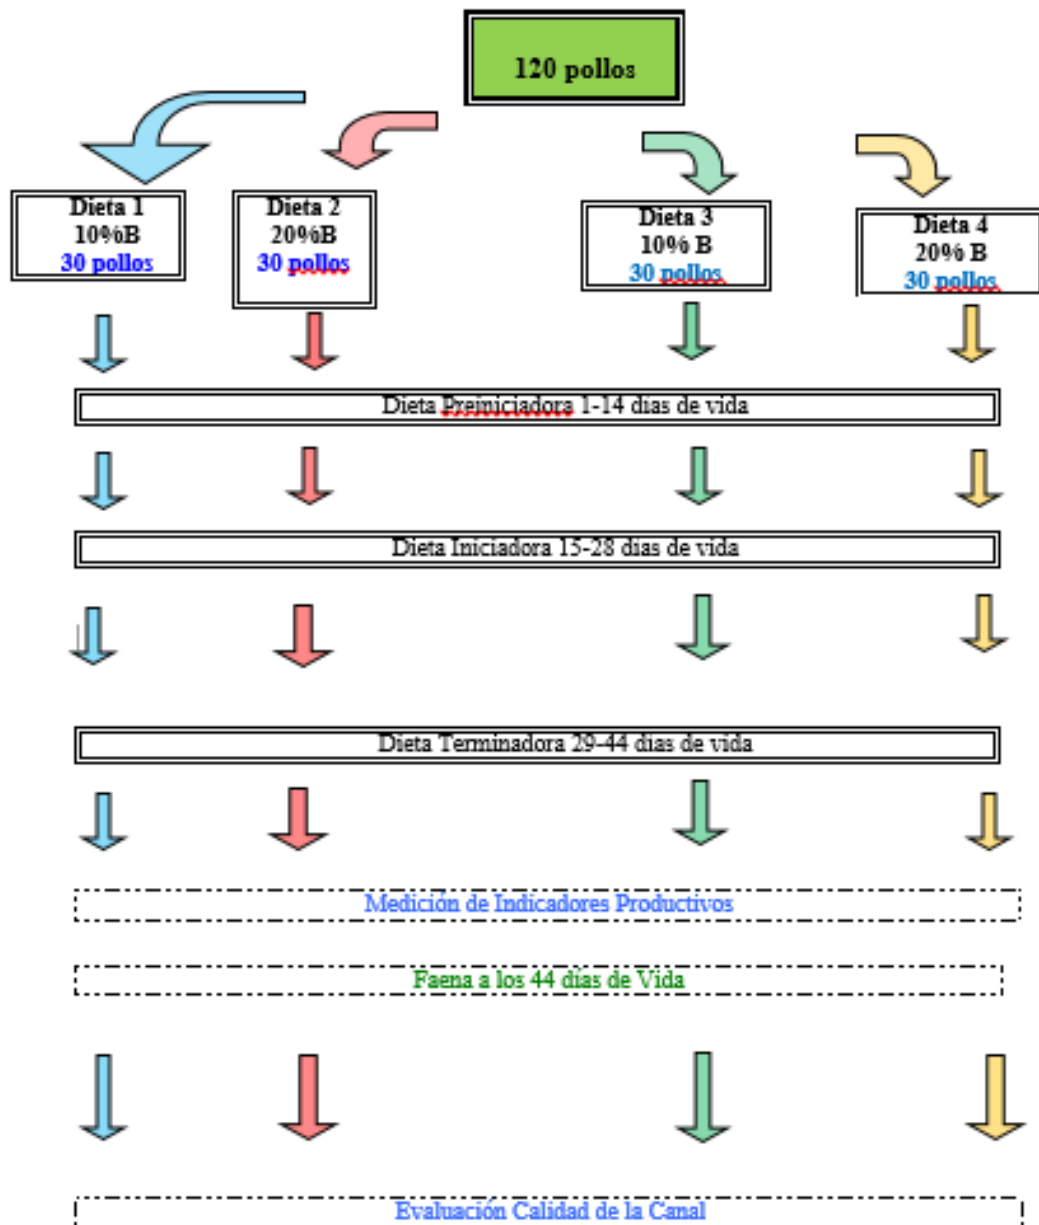 120 pollos
Dieta 1
10%B
30 pollos
Dieta 2
20%B
30 pollos
Dieta 3
10% B
30 pollos
Dieta 4
20% B
30 pollos
Dieta Preiniciadora 1-14 dias de vida
Dieta Iniciadora 15-28 dias de vida
Dieta Terminadora 29-44 dias de vida
Medición de Indicadores Productivos
Faena a los 44 días de Vida
Evaluación Calidad de la Canal